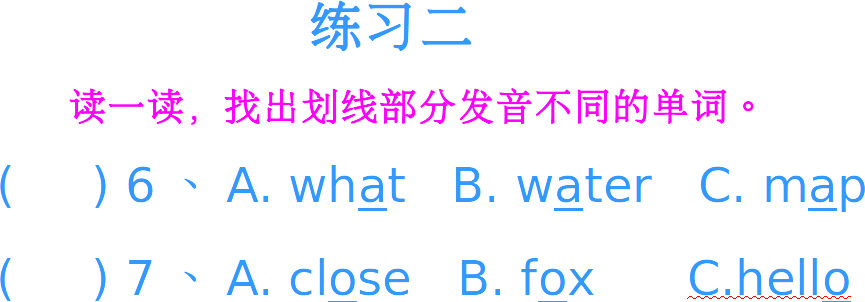 练习二
读一读，找出划线部分发音不同的单词。
(   ) 6 、A. what  B. water  C. map
(   ) 7 、A. close  B. fox  C.hello